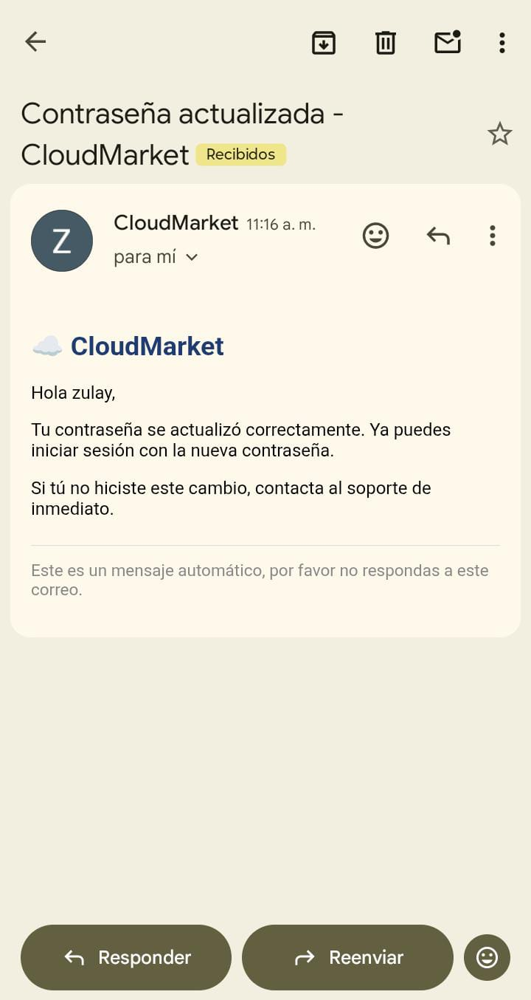 Contraseña actualizada -
CloudMarket Recibidos
Z
CloudMarket 11:16 a. m.
para mí
CloudMarket
Hola zulay,
Tu contraseña se actualizó correctamente. Ya puedes
iniciar sesión con la nueva contraseña.
Si tú no hiciste este cambio, contacta al soporte de
inmediato.
Este es un mensaje automático, por favor no respondas a este
correo.
Responder
Reenviar